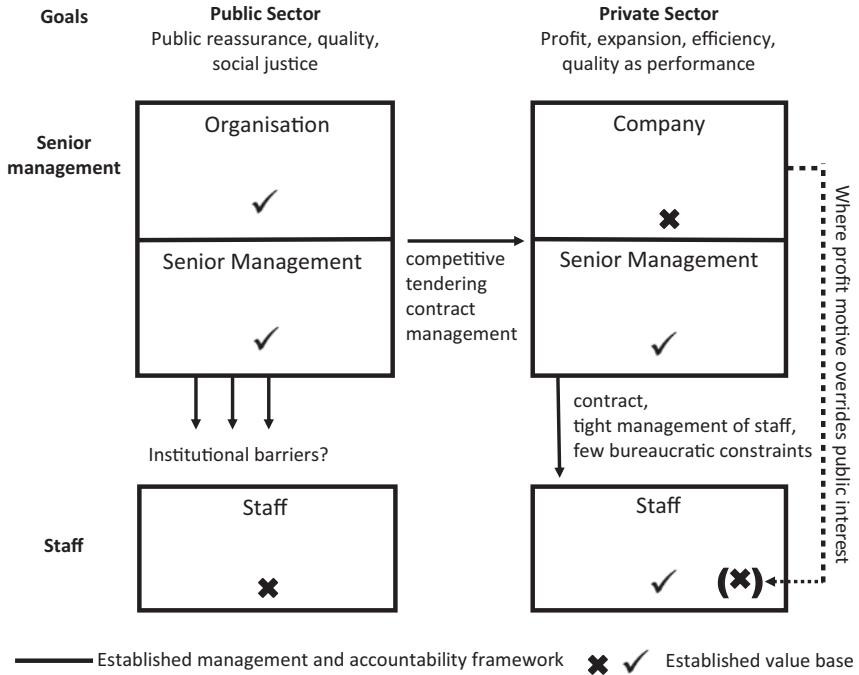 Goals
Public Sector
Public reassurance, quality,
social justice
Private Sector
Profit, expansion, efficiency,
quality as performance
Senior
management
Organisation
Senior Management
competitive
tendering
contract
management
Company
Senior Management
Where profit motive overrides public interest
Institutional barriers?
contract,
tight management of staff,
few bureaucratic constraints
Staff
Staff
Staff
Established management and accountability framework
Established value base